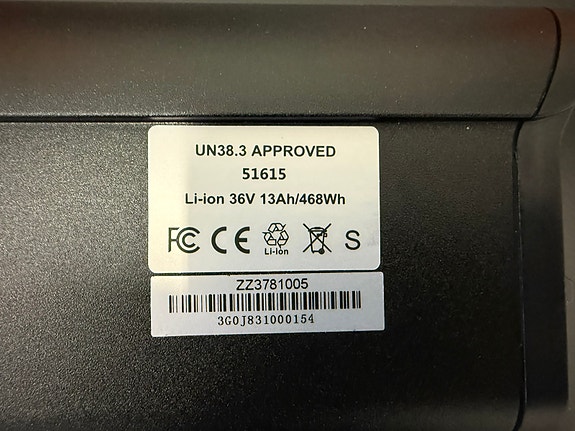 UN38.3 APPROVED
51615
Li-ion 36V 13Ah/468Wh
FC CE Li-ion S
ZZ3781005
3G0J831000154